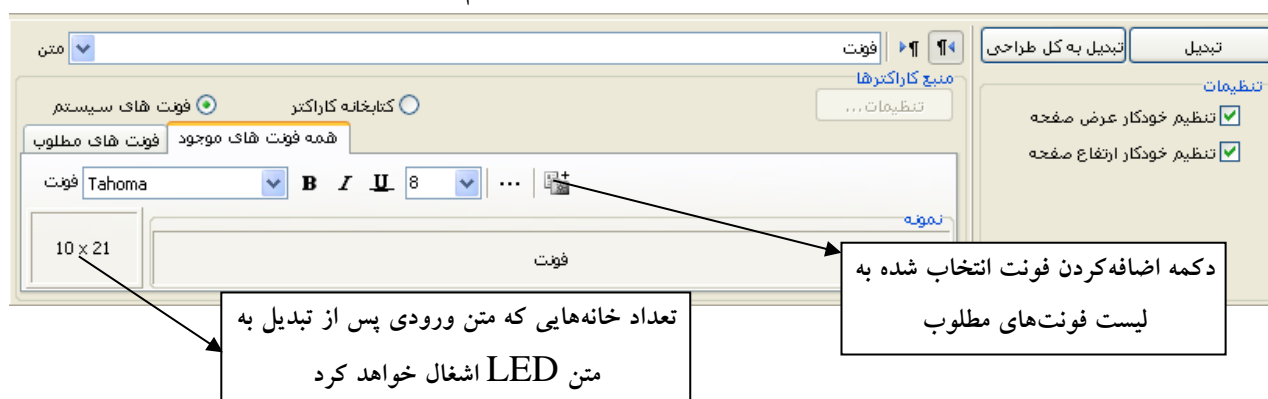 م
تبدیل
تبدیل به کل طراحی
فونت
متن
تنظیمات
تنظیم خودکار عرض صفحه
تنظیم خودکار ارتفاع صفحه
منبع کاراکترها
تنظیمات...
کتابخانه کاراکتر
فونت های سیستم
همه فونت های موجود
فونت های مطلوب
فونت
Tahoma
B I U
8
...
نمونه
فونت
10 x 21
دکمه اضافه‌کردن فونت انتخاب شده به
لیست فونت‌های مطلوب
تعداد خانه‌هایی که متن ورودی پس از تبدیل به
متن LED اشغال خواهد کرد